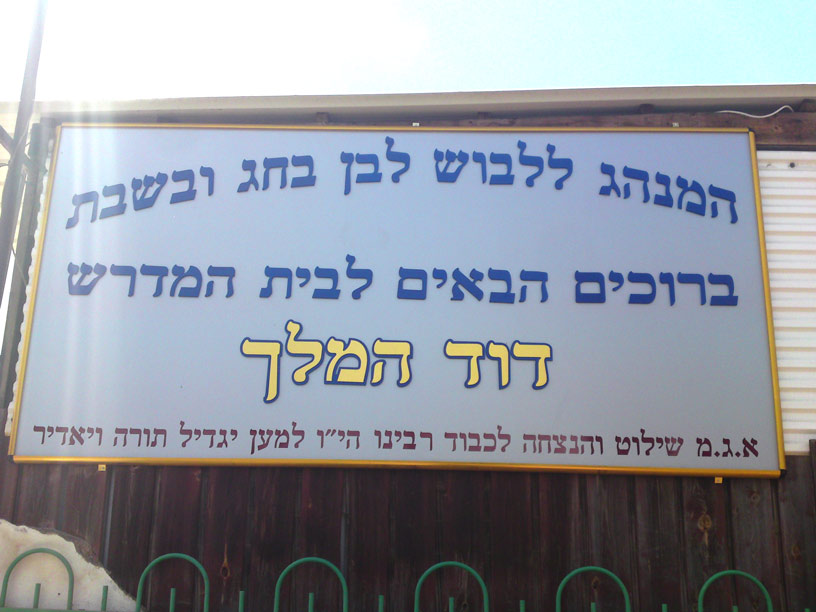 המנהג ללבוש לבן בחג ובשבת
ברוכים הבאים לבית המדרש
דוד המלך
א.ג.מ שילוט והנצחה לכבוד רבינו הי״ו למען יגדיל תורה ויאדיר